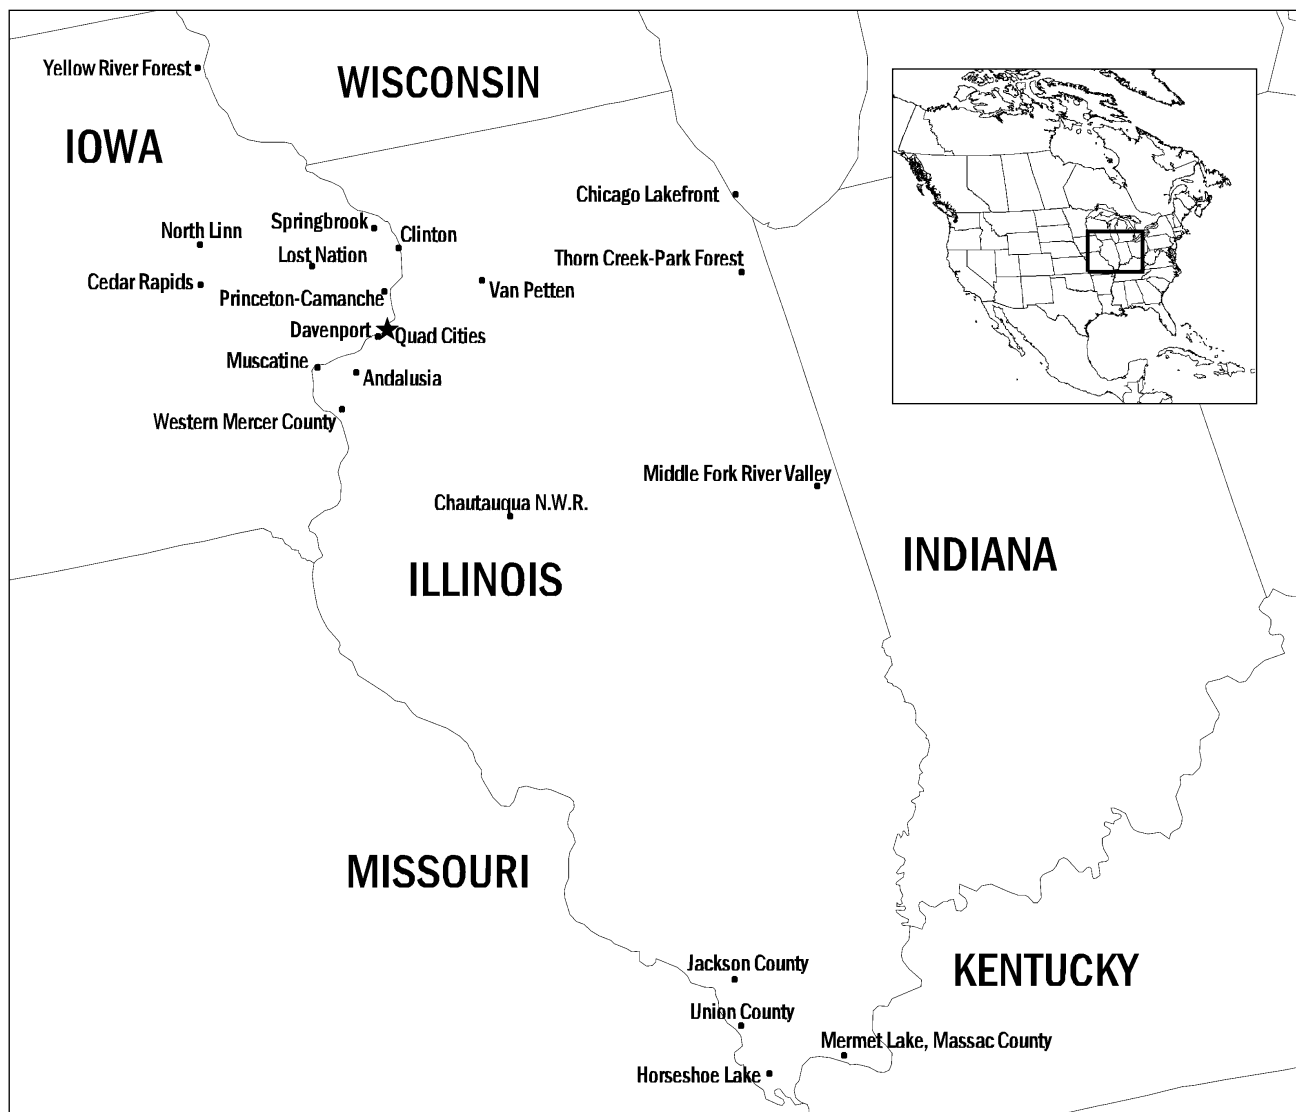 Yellow River Forest
WISCONSIN
IOWA
Chicago Lakefront
Springbrook
North Linn
Clinton
Lost Nation
Thorn Creek-Park Forest
Cedar Rapids
Van Petten
Princeton-Camanche
Davenport
Quad Cities
Muscatine
Andalusia
Western Mercer County
Middle Fork River Valley
Chautauqua N.W.R.
INDIANA
ILLINOIS
MISSOURI
Jackson County
KENTUCKY
Union County
Mermet Lake, Massac County
Horseshoe Lake